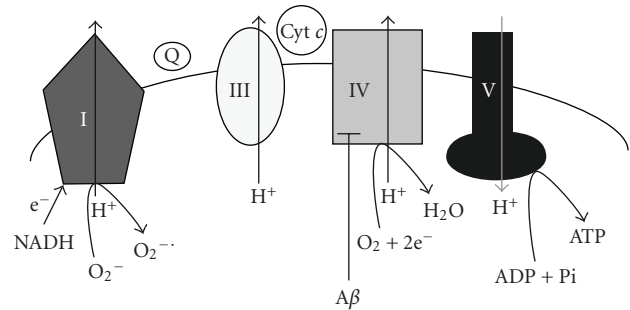 Cyt c
Q
I
III
IV
V
e⁻
H⁺
H⁺
H⁺
H⁺
NADH
O₂⁻
O₂⁻·
H₂O
O₂ + 2e⁻
ATP
ADP + Pi
Aβ